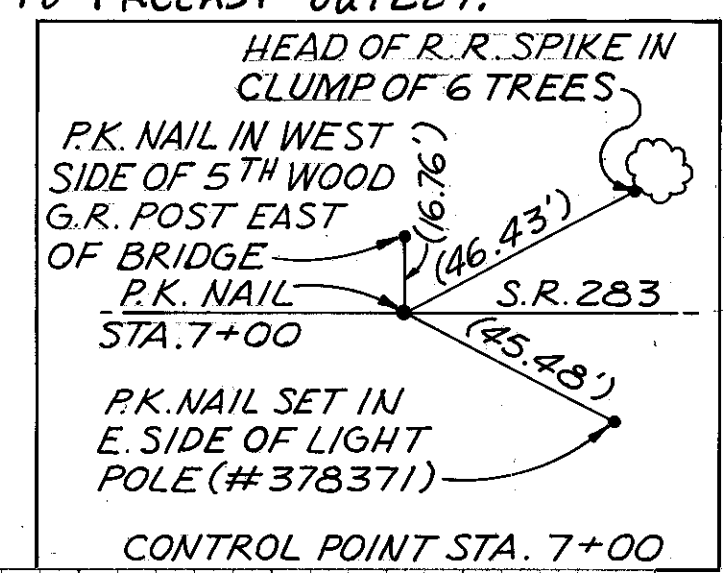 TO PRECAST OUTLET.
HEAD OF R.R. SPIKE IN
CLUMP OF 6 TREES
P.K. NAIL IN WEST
SIDE OF 5TH WOOD
G.R. POST EAST
OF BRIDGE
(16.76')
(46.43')
P.K. NAIL
S.R. 283
STA. 7+00
(45.48')
P.K. NAIL SET IN
E. SIDE OF LIGHT
POLE (#378371)
CONTROL POINT STA. 7+00